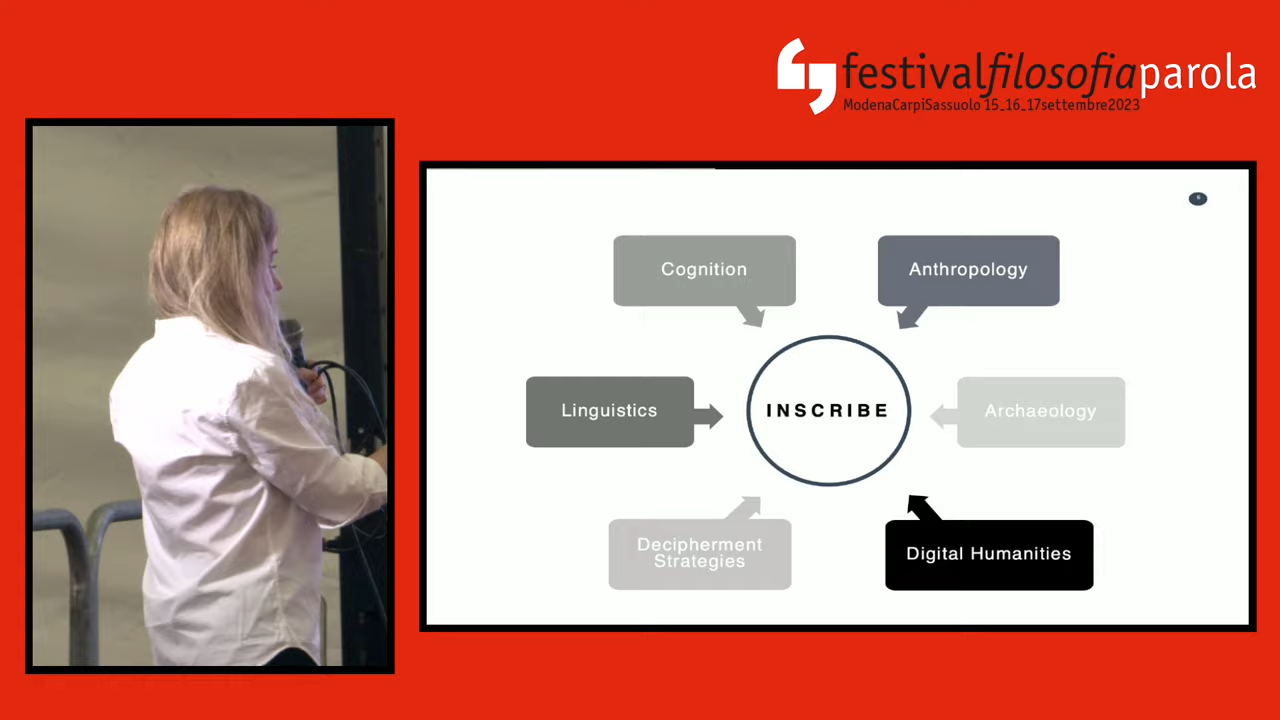 festivalfilosofiaparola
ModenaCarpiSassuolo 15_16_17settembre2023
Cognition
Anthropology
Linguistics
INSCRIBE
Archaeology
Decipherment
Strategies
Digital Humanities